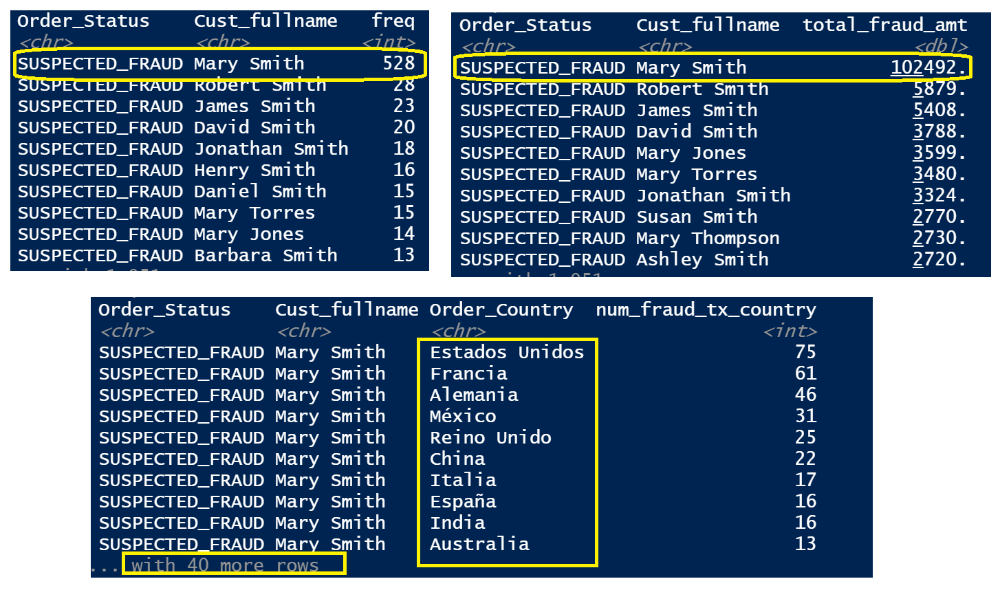 Order_Status Cust_fullname freq
<chr> <chr> <int>
SUSPECTED_FRAUD Mary Smith 528
SUSPECTED_FRAUD Robert Smith 28
SUSPECTED_FRAUD James Smith 23
SUSPECTED_FRAUD David Smith 20
SUSPECTED_FRAUD Jonathan Smith 18
SUSPECTED_FRAUD Henry Smith 16
SUSPECTED_FRAUD Daniel Smith 15
SUSPECTED_FRAUD Mary Torres 15
SUSPECTED_FRAUD Mary Jones 14
SUSPECTED_FRAUD Barbara Smith 13
Order_Status Cust_fullname total_fraud_amt
<chr> <chr> <dbl>
SUSPECTED_FRAUD Mary Smith 102492.
SUSPECTED_FRAUD Robert Smith 5879.
SUSPECTED_FRAUD James Smith 5408.
SUSPECTED_FRAUD David Smith 3788.
SUSPECTED_FRAUD Mary Jones 3599.
SUSPECTED_FRAUD Mary Torres 3480.
SUSPECTED_FRAUD Jonathan Smith 3324.
SUSPECTED_FRAUD Susan Smith 2770.
SUSPECTED_FRAUD Mary Thompson 2730.
SUSPECTED_FRAUD Ashley Smith 2720.
Order_Status Cust_fullname Order_Country num_fraud_tx_country
<chr> <chr> <chr> <int>
SUSPECTED_FRAUD Mary Smith Estados Unidos 75
SUSPECTED_FRAUD Mary Smith Francia 61
SUSPECTED_FRAUD Mary Smith Alemania 46
SUSPECTED_FRAUD Mary Smith México 31
SUSPECTED_FRAUD Mary Smith Reino Unido 25
SUSPECTED_FRAUD Mary Smith China 22
SUSPECTED_FRAUD Mary Smith Italia 17
SUSPECTED_FRAUD Mary Smith España 16
SUSPECTED_FRAUD Mary Smith India 16
SUSPECTED_FRAUD Mary Smith Australia 13
... with 40 more rows